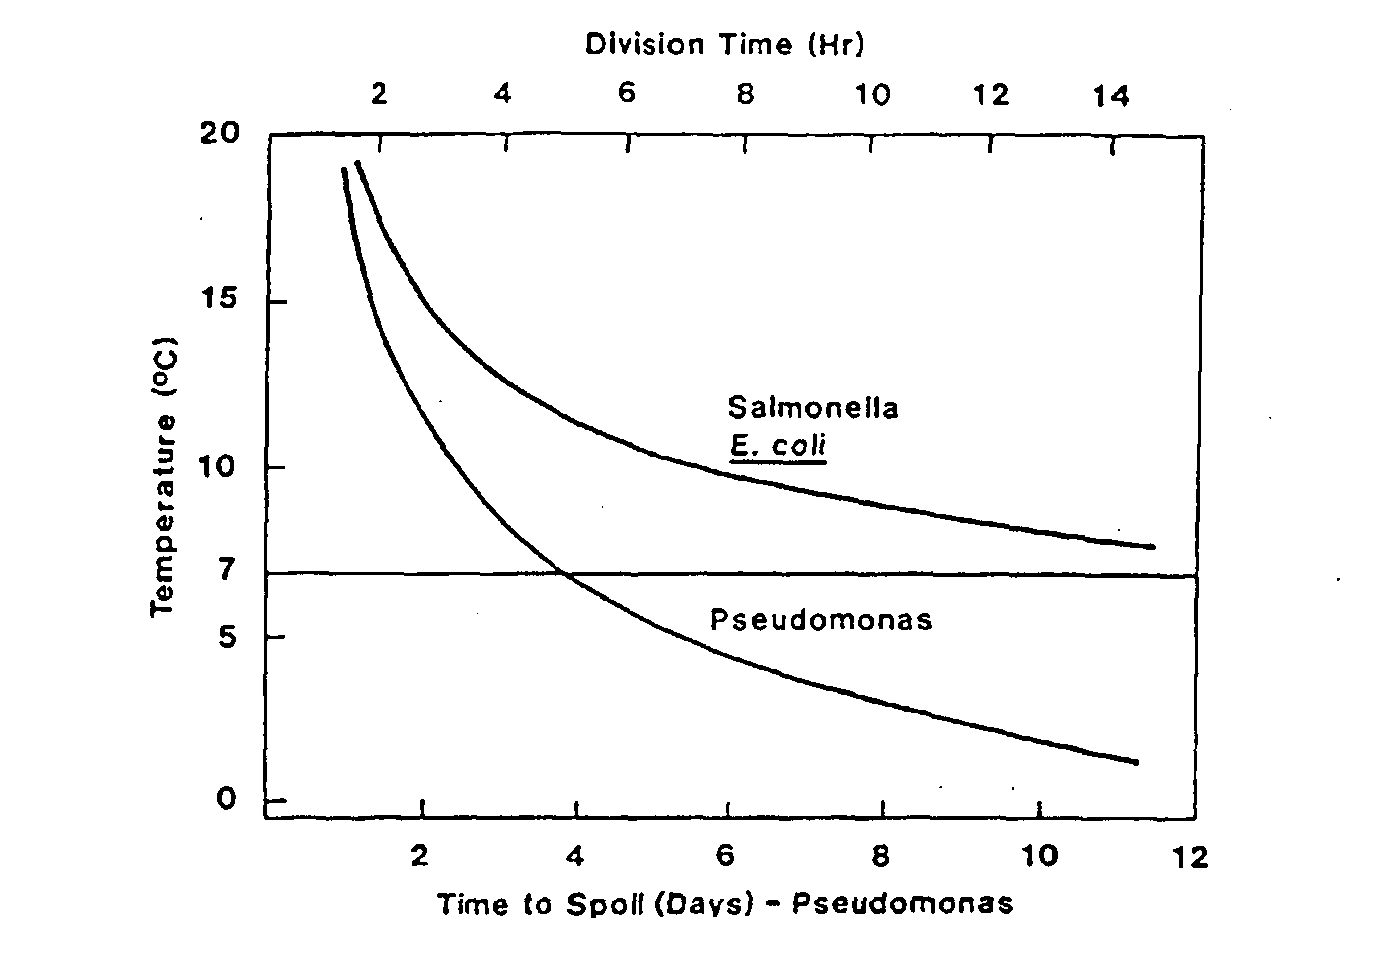 Division Time (Hr)
2 4 6 8 10 12 14
20
15
10
7
5
0
Temperature (ºC)
Salmonella
E. coli
Pseudomonas
2 4 6 8 10 12
Time to Spoil (Days) - Pseudomonas